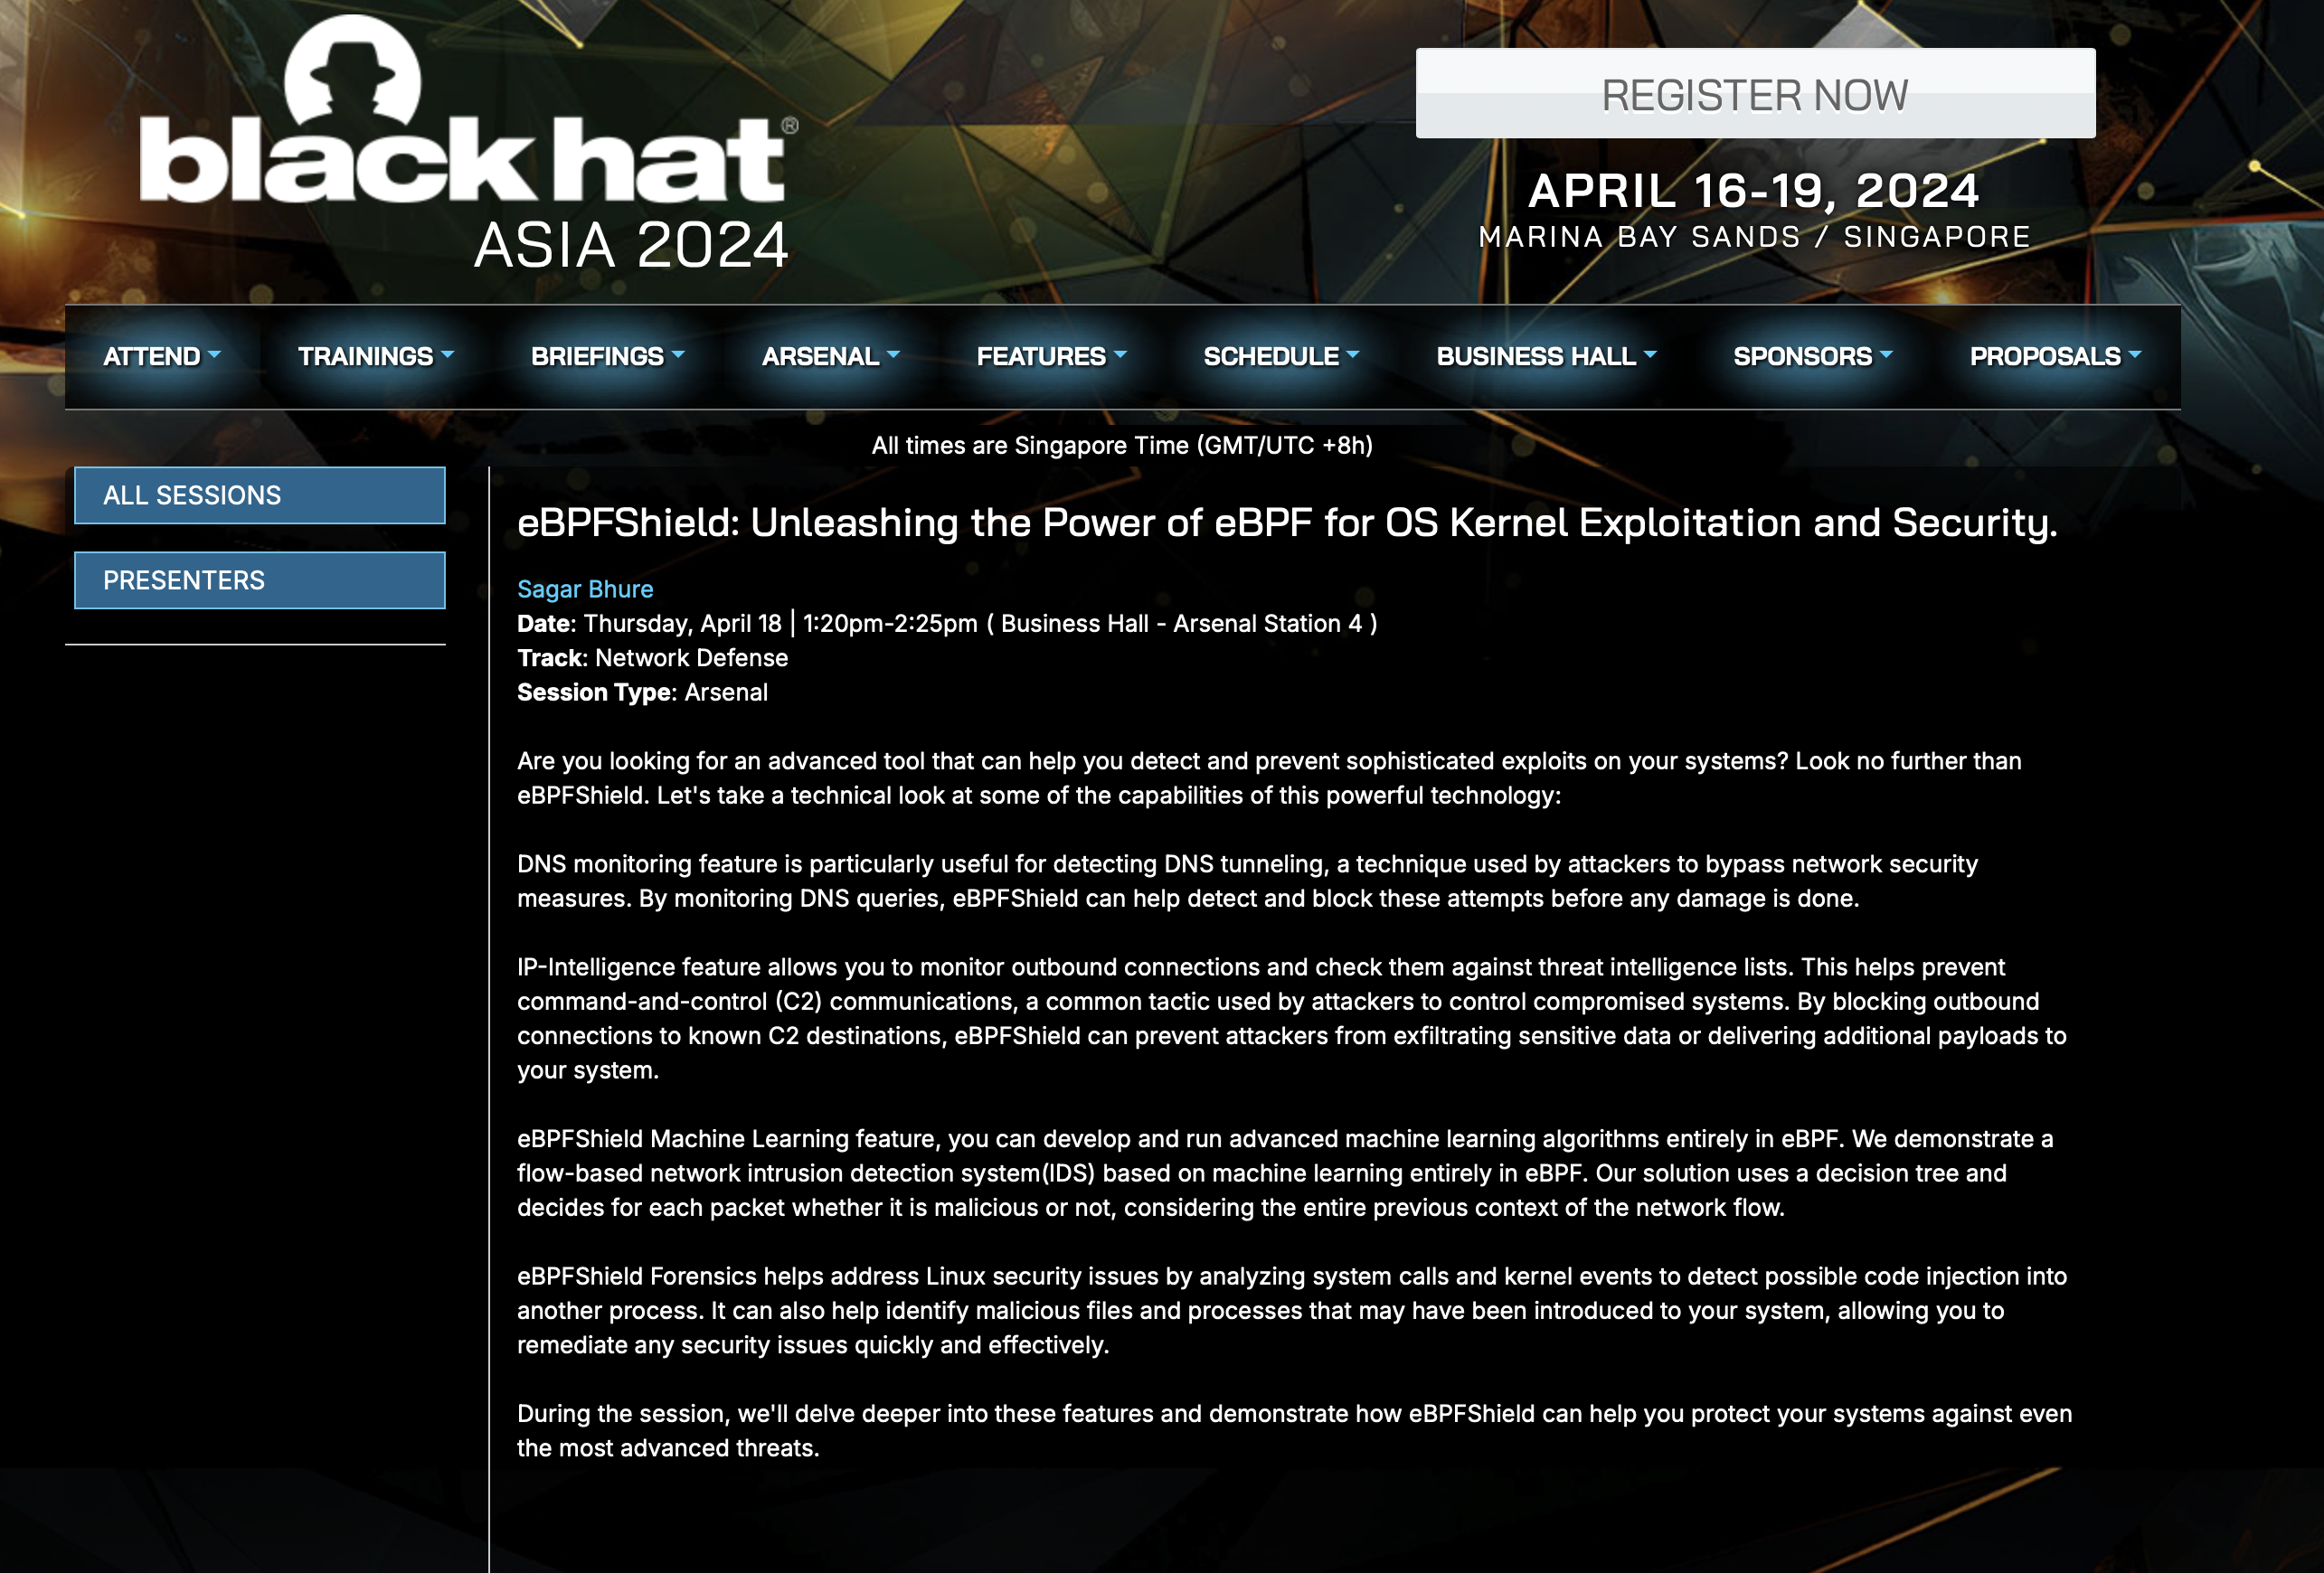 blackhat®
ASIA 2024
REGISTER NOW
APRIL 16-19, 2024
MARINA BAY SANDS / SINGAPORE
ATTEND
TRAININGS
BRIEFINGS
ARSENAL
FEATURES
SCHEDULE
BUSINESS HALL
SPONSORS
PROPOSALS
All times are Singapore Time (GMT/UTC +8h)
ALL SESSIONS
PRESENTERS
eBPFShield: Unleashing the Power of eBPF for OS Kernel Exploitation and Security.
Sagar Bhure
Date: Thursday, April 18 | 1:20pm-2:25pm ( Business Hall - Arsenal Station 4 )
Track: Network Defense
Session Type: Arsenal
Are you looking for an advanced tool that can help you detect and prevent sophisticated exploits on your systems? Look no further than
eBPFShield. Let's take a technical look at some of the capabilities of this powerful technology:
DNS monitoring feature is particularly useful for detecting DNS tunneling, a technique used by attackers to bypass network security
measures. By monitoring DNS queries, eBPFShield can help detect and block these attempts before any damage is done.
IP-Intelligence feature allows you to monitor outbound connections and check them against threat intelligence lists. This helps prevent
command-and-control (C2) communications, a common tactic used by attackers to control compromised systems. By blocking outbound
connections to known C2 destinations, eBPFShield can prevent attackers from exfiltrating sensitive data or delivering additional payloads to
your system.
eBPFShield Machine Learning feature, you can develop and run advanced machine learning algorithms entirely in eBPF. We demonstrate a
flow-based network intrusion detection system(IDS) based on machine learning entirely in eBPF. Our solution uses a decision tree and
decides for each packet whether it is malicious or not, considering the entire previous context of the network flow.
eBPFShield Forensics helps address Linux security issues by analyzing system calls and kernel events to detect possible code injection into
another process. It can also help identify malicious files and processes that may have been introduced to your system, allowing you to
remediate any security issues quickly and effectively.
During the session, we'll delve deeper into these features and demonstrate how eBPFShield can help you protect your systems against even
the most advanced threats.